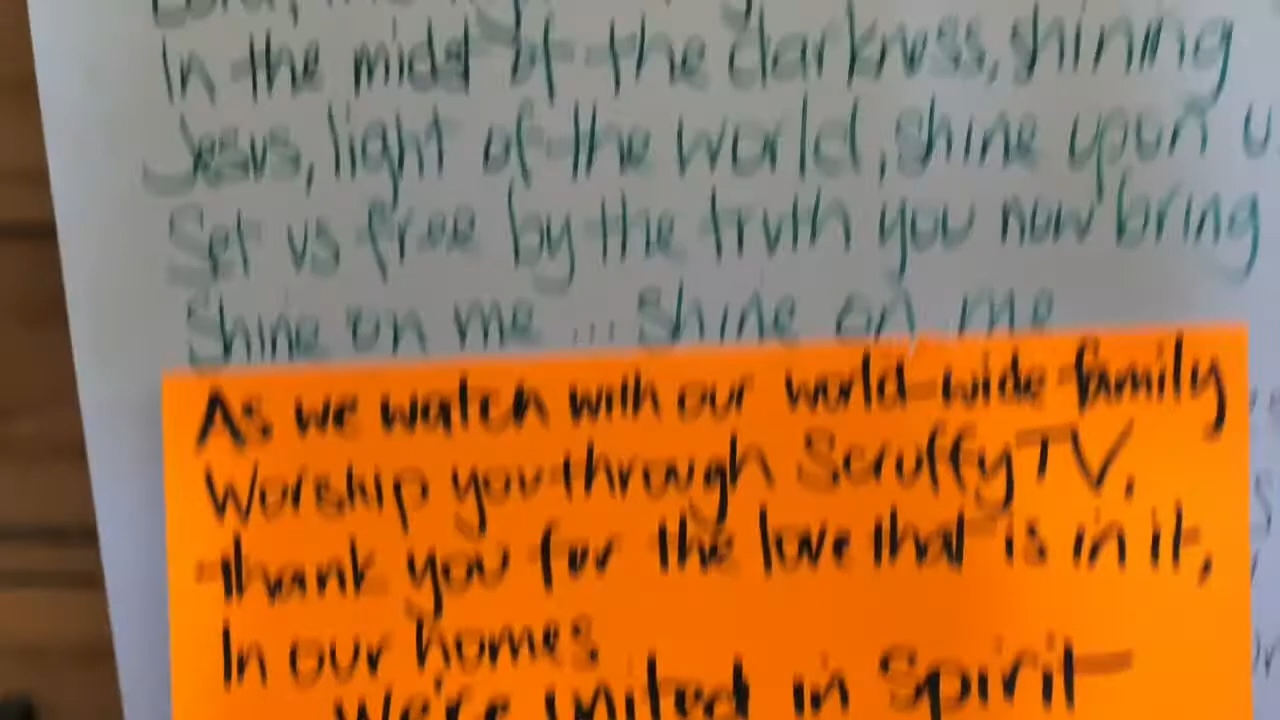 In the midst of the darkness, shining
Jesus, light of the world, shine upon
Set us free by the truth you now bring
Shine on me ... Shine on me
As we watch with our world-wide family
Worship you through Scruffy TV,
thank you for the love that is in it,
In our homes
we're united in Spirit